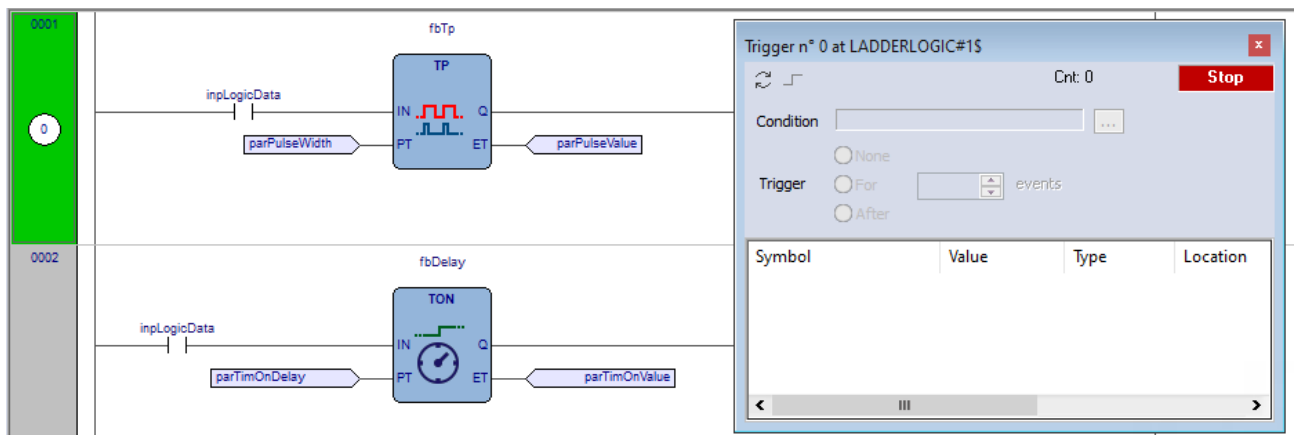 0001
fbTp
TP
inpLogicData
IN
Q
0
parPulseWidth
PT
ET
parPulseValue
0002
fbDelay
TON
inpLogicData
IN
Q
parTimOnDelay
PT
ET
parTimOnValue
Trigger n° 0 at LADDERLOGIC#1$
x
Cnt: 0
Stop
Condition
...
None
Trigger
For
events
After
Symbol Value Type Location